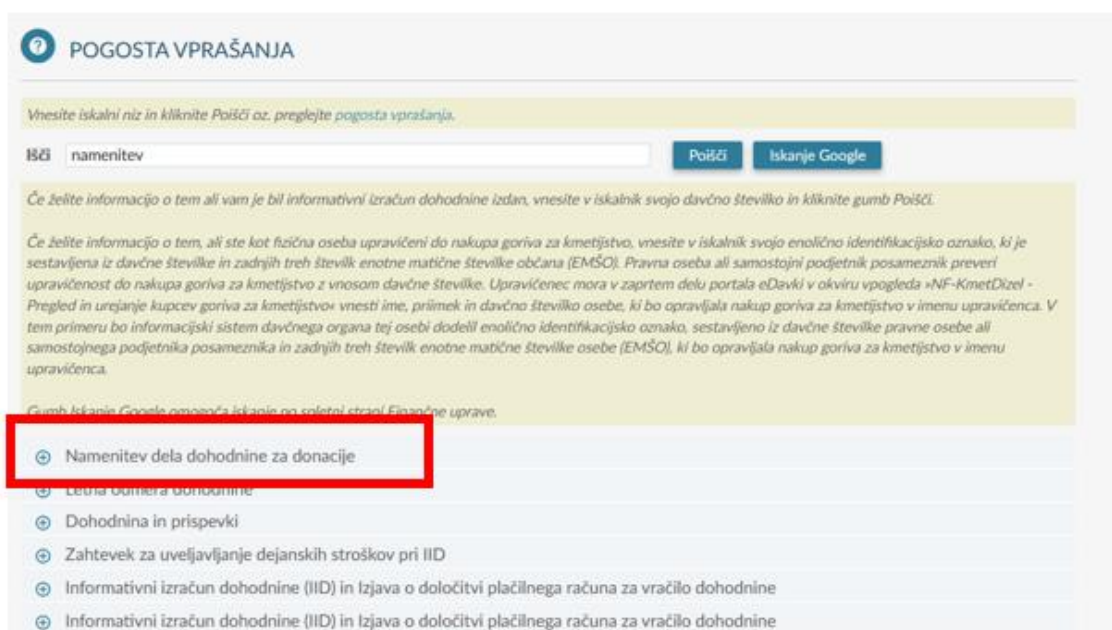 POGOSTA VPRAŠANJA
Vnesite iskalni niz in kliknite Poišči oz. preglejte pogosta vprašanja.
Išči namenitev Poišči Iskanje Google
Če želite informacijo o tem ali vam je bil informativni izračun dohodnine izdan, vnesite v iskalnik svojo davčno številko in kliknite gumb Poišči.
Če želite informacijo o tem, ali ste kot fizična oseba upravičeni do nakupa goriva za kmetijstvo, vnesite v iskalnik svojo enolično identifikacijsko oznako, ki je
sestavljena iz davčne številke in zadnjih treh številk enotne matične številke občana (EMŠO). Pravna oseba ali samostojni podjetnik posameznik preveri
upravičenost do nakupa goriva za kmetijstvo z vnosom davčne številke. Upravičenec mora v zaprtem delu portala eDavki v okviru vpogleda »NF-KmetDizel -
Pregled in urejanje kupcev goriva za kmetijstvo« vnesti ime, priimek in davčno številko osebe, ki bo opravljala nakup goriva za kmetijstvo v imenu upravičenca. V
tem primeru bo informacijski sistem davčnega organa tej osebi dodelil enolično identifikacijsko oznako, sestavljeno iz davčne številke pravne osebe ali
samostojnega podjetnika posameznika in zadnjih treh številk enotne matične številke osebe (EMŠO), ki bo opravljala nakup goriva za kmetijstvo v imenu
upravičenca.
Gumb Iskanje Google omogoča iskanje po spletni strani Finančne uprave.
Namenitev dela dohodnine za donacije
Letna odmera dohodnine
Dohodnina in prispevki
Zahtevek za uveljavljanje dejanskih stroškov pri IID
Informativni izračun dohodnine (IID) in Izjava o določitvi plačilnega računa za vračilo dohodnine
Informativni izračun dohodnine (IID) in Izjava o določitvi plačilnega računa za vračilo dohodnine